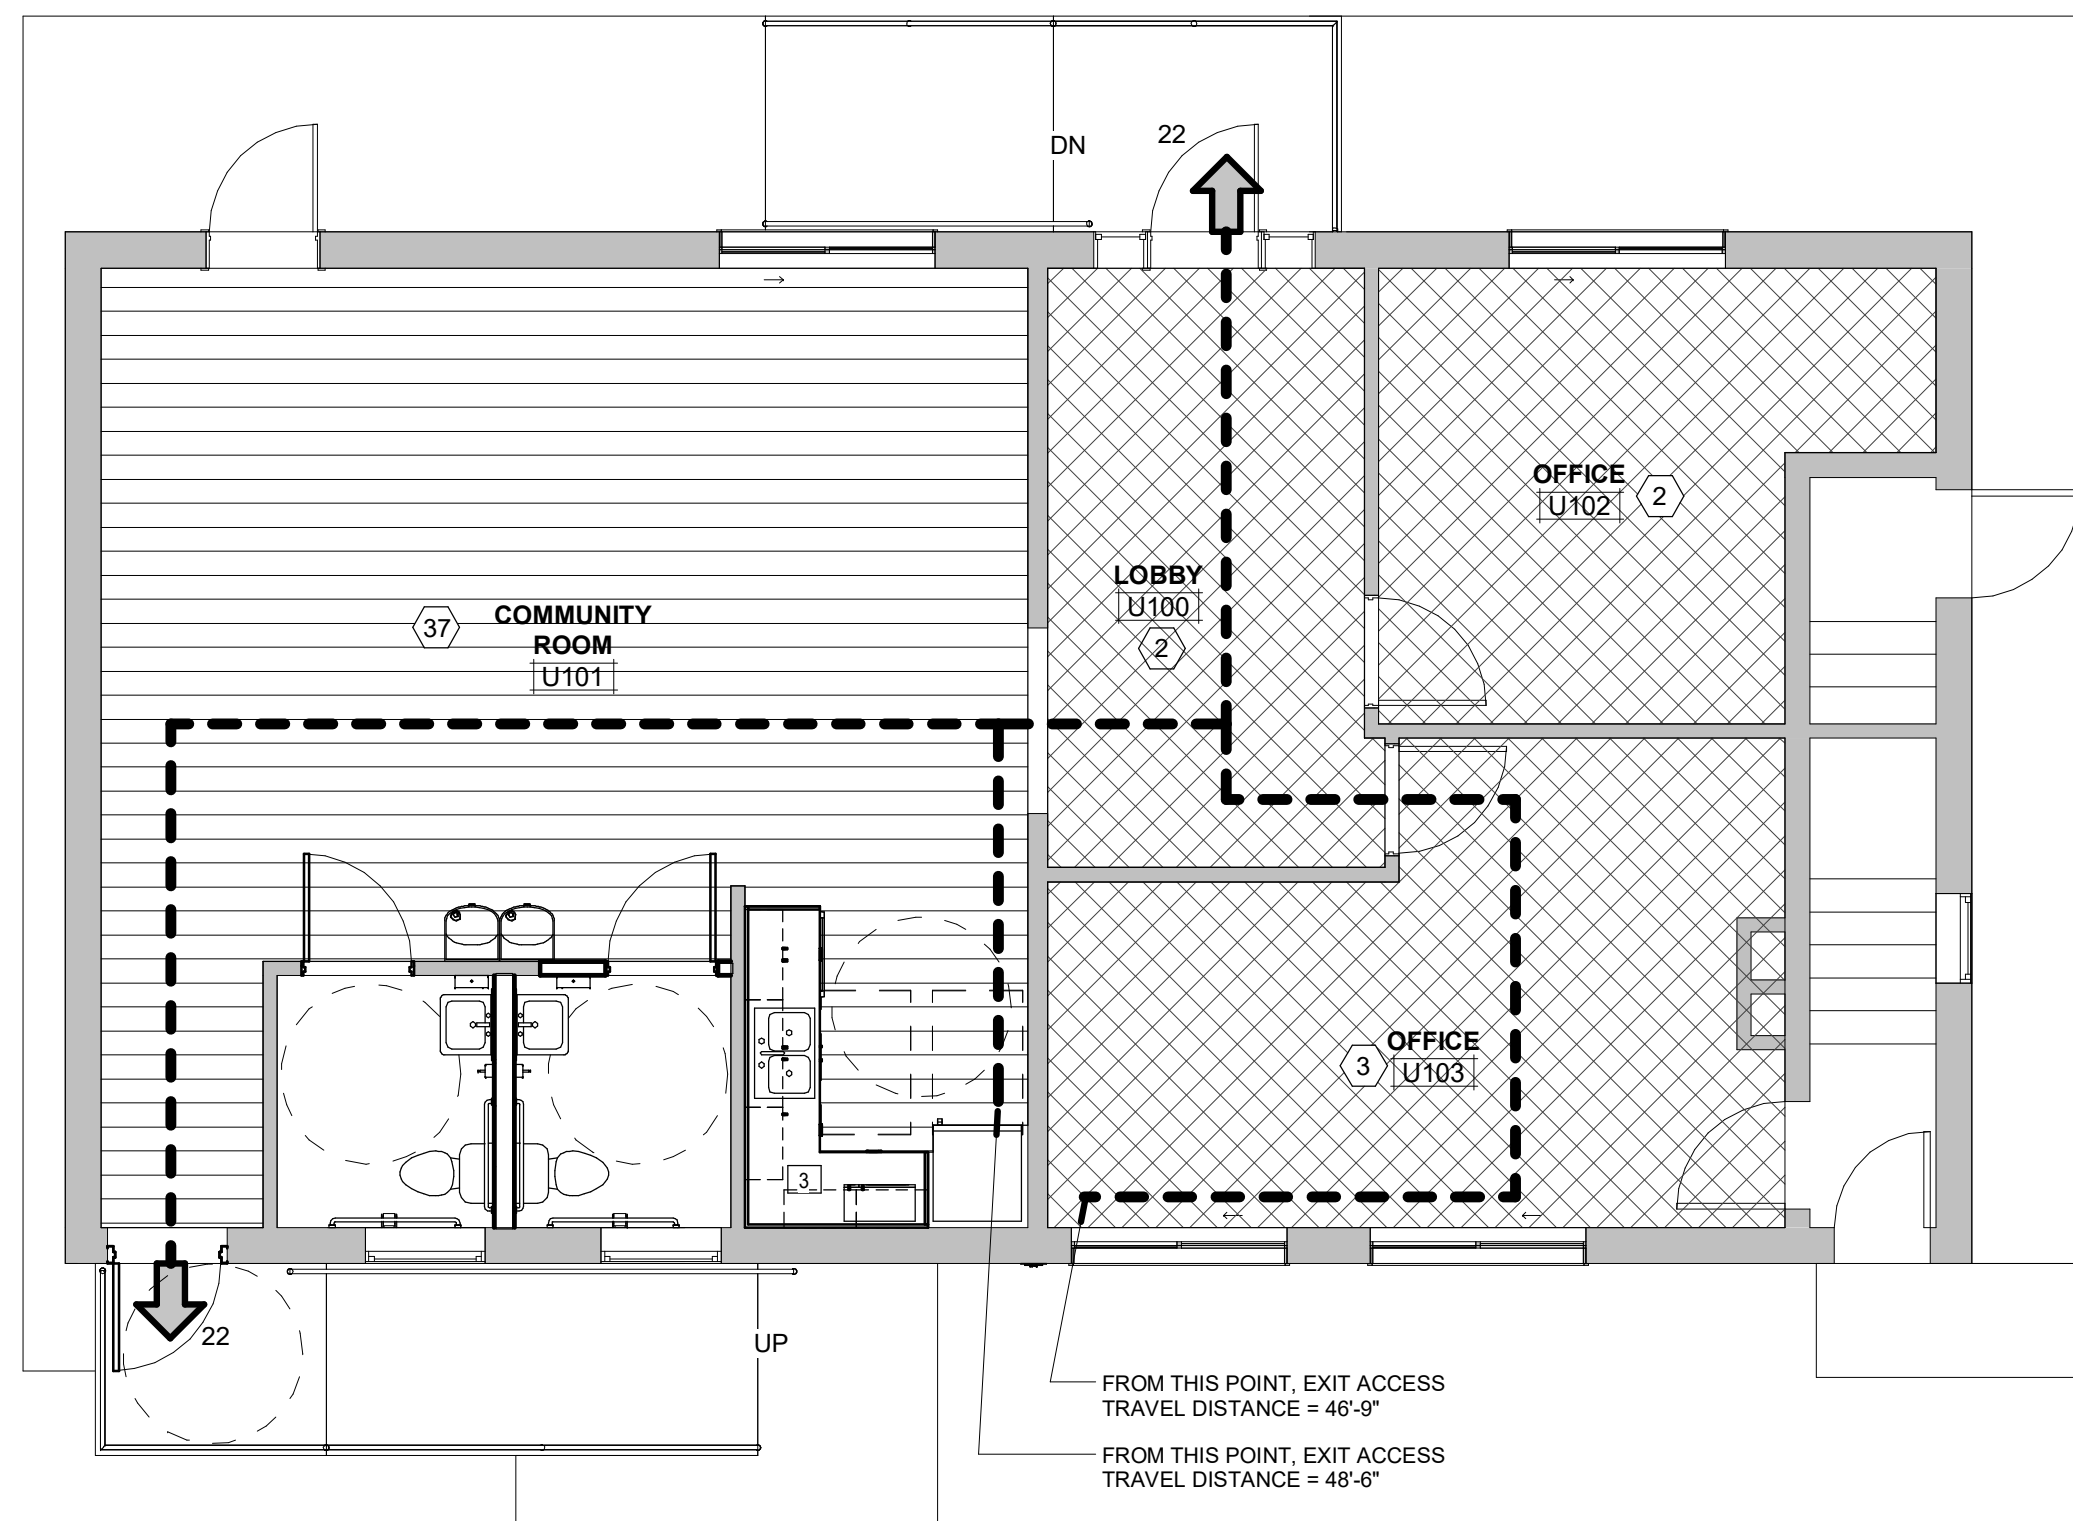 22
DN
OFFICE
U102
2
LOBBY
U100
2
37
COMMUNITY
ROOM
U101
OFFICE
3
U103
3
22
UP
FROM THIS POINT, EXIT ACCESS
TRAVEL DISTANCE = 46'-9"
FROM THIS POINT, EXIT ACCESS
TRAVEL DISTANCE = 48'-6"